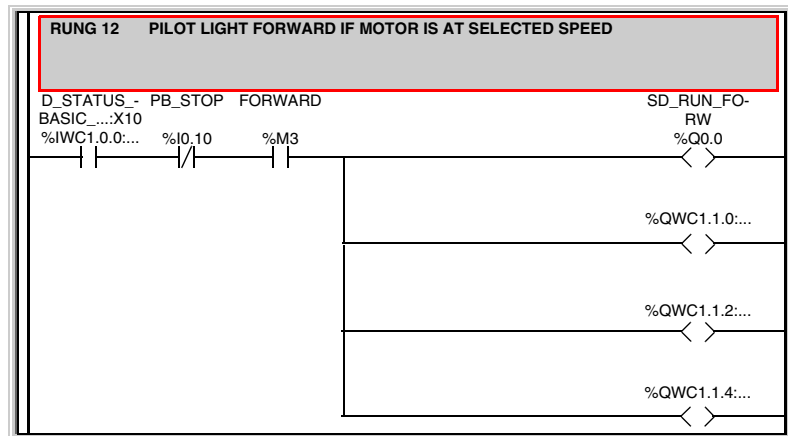 RUNG 12 PILOT LIGHT FORWARD IF MOTOR IS AT SELECTED SPEED
D_STATUS_- PB_STOP FORWARD SD_RUN_FO-
BASIC_...:X10 RW
%IWC1.0.0:... %I0.10 %M3 %Q0.0
%QWC1.1.0:...
%QWC1.1.2:...
%QWC1.1.4:...